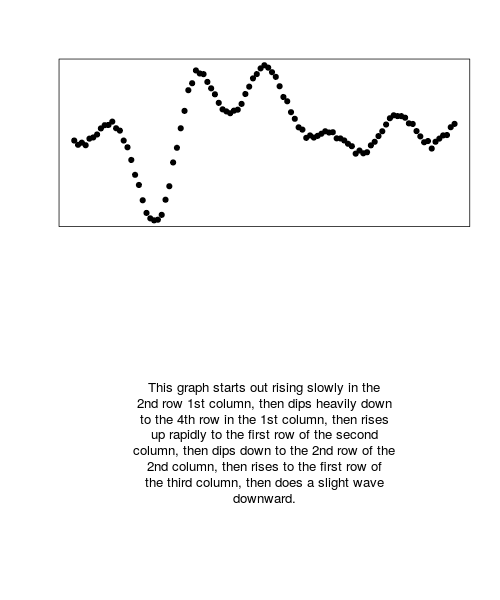 This graph starts out rising slowly in the
2nd row 1st column, then dips heavily down
to the 4th row in the 1st column, then rises
up rapidly to the first row of the second
column, then dips down to the 2nd row of the
2nd column, then rises to the first row of
the third column, then does a slight wave
downward.